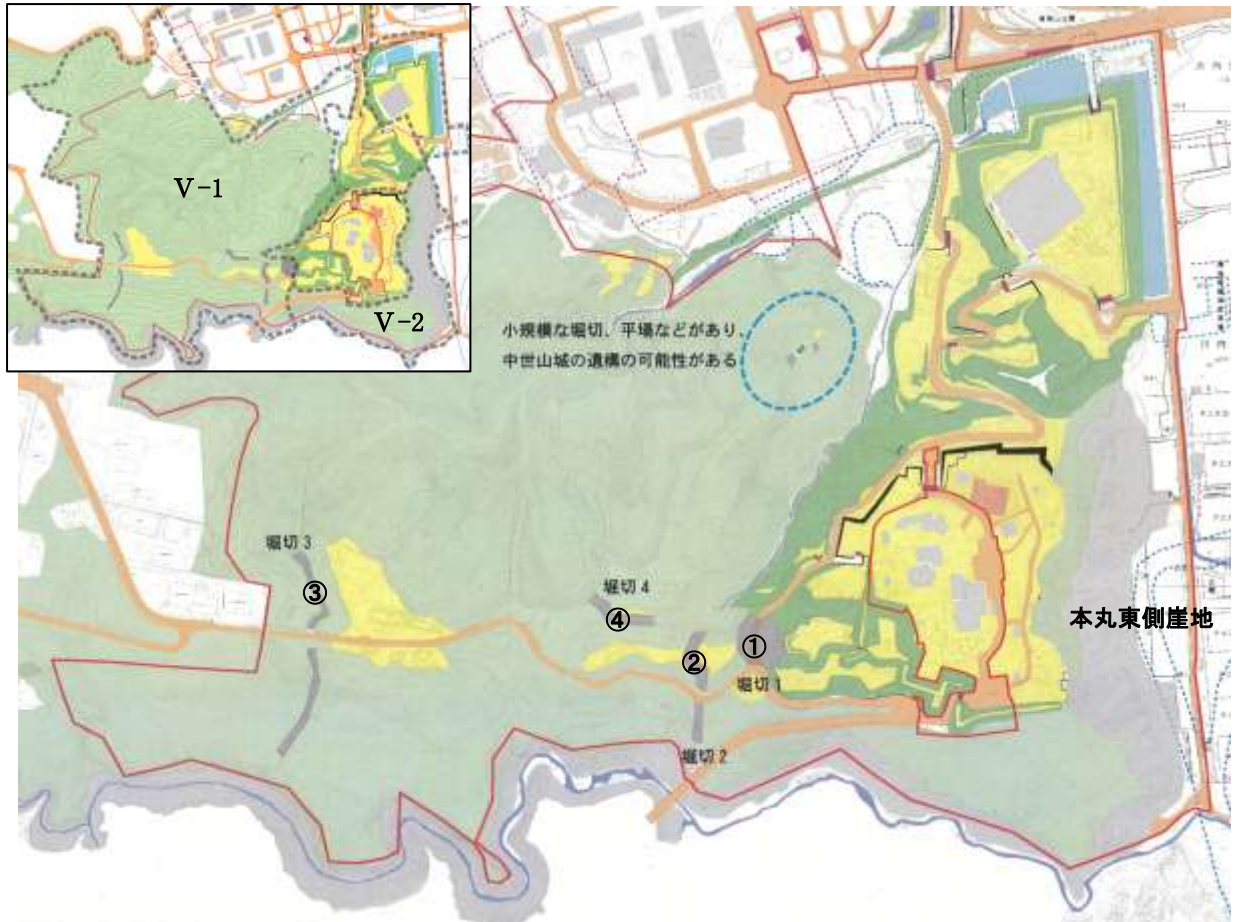 V-1
V-2
小規模な堀切、平場などがあり、
中世山城の遺構の可能性がある
堀切 3
③
堀切 4
④
②
①
堀切 1
堀切 2
本丸東側崖地